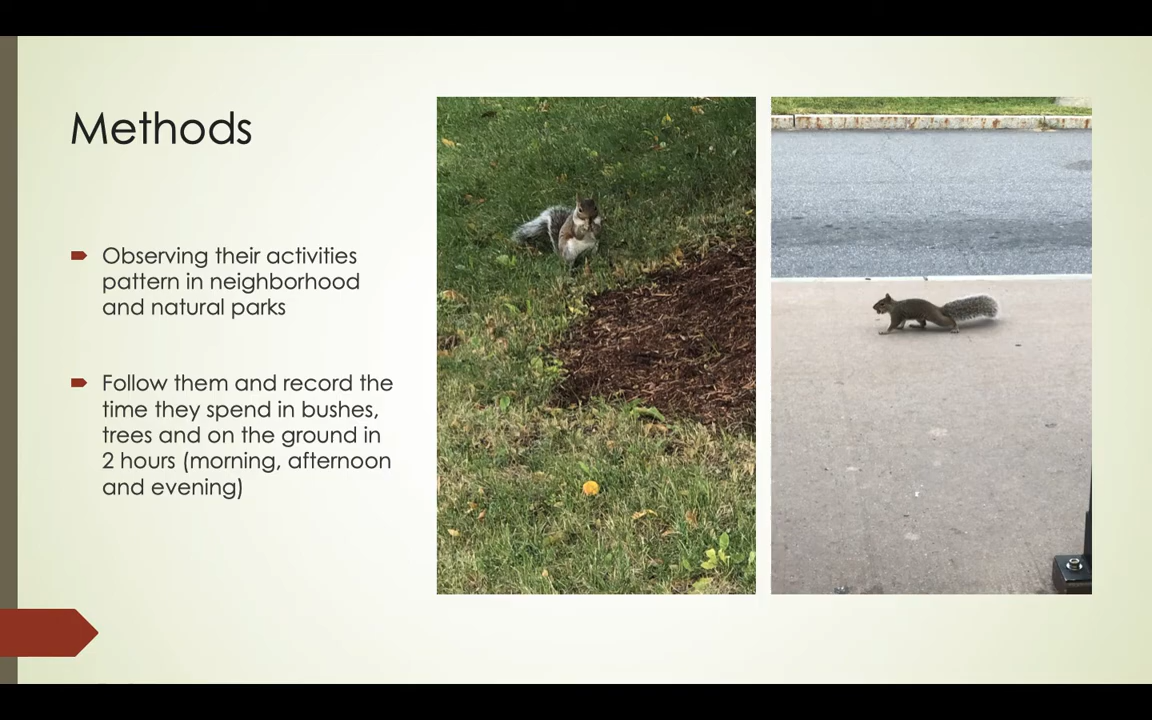 Methods
Observing their activities
pattern in neighborhood
and natural parks
Follow them and record the
time they spend in bushes,
trees and on the ground in
2 hours (morning, afternoon
and evening)